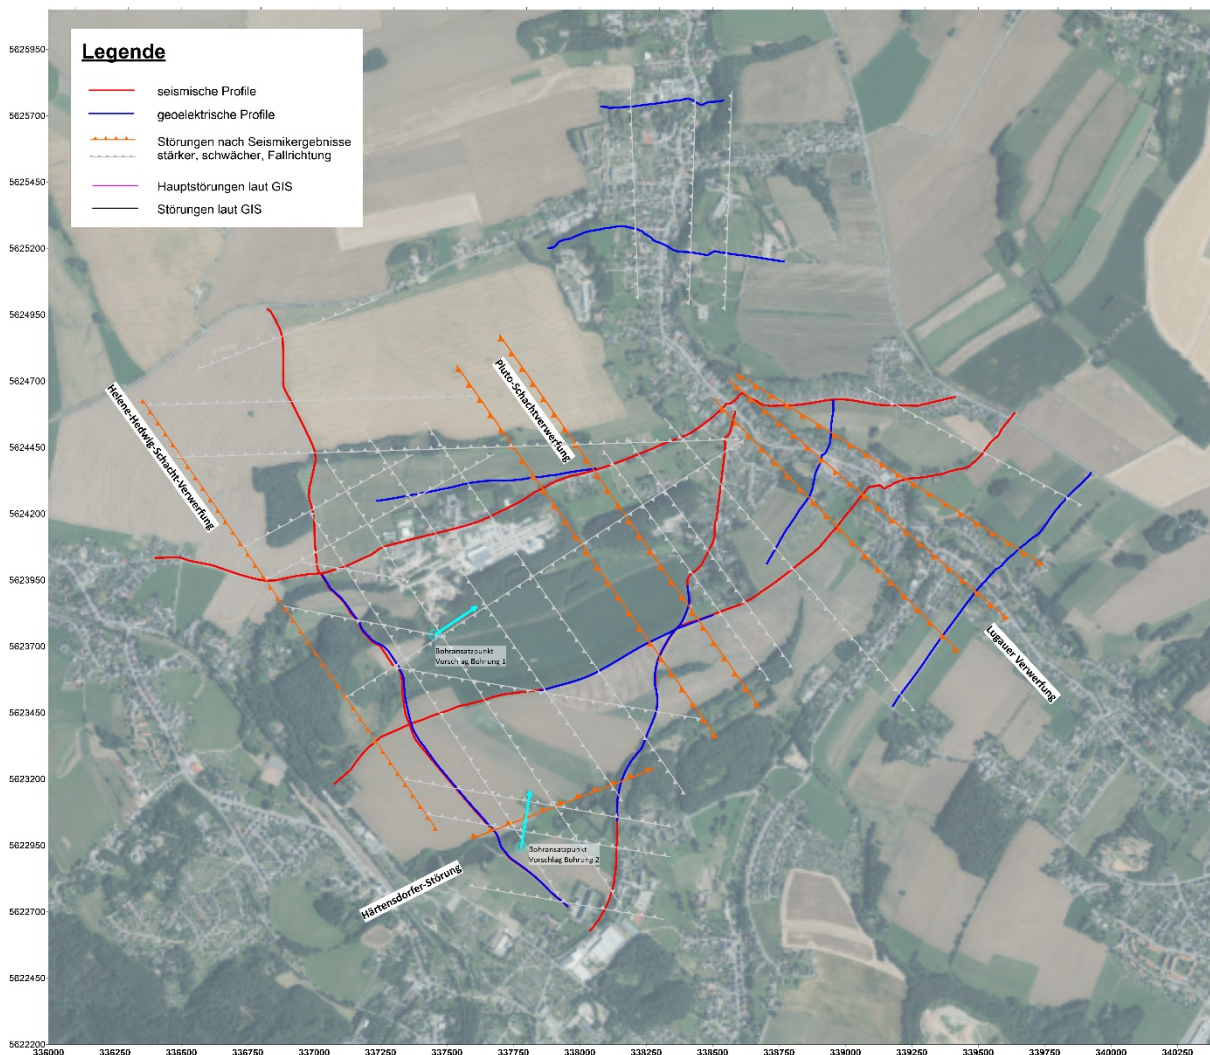 Legende
seismische Profile
geoelektrische Profile
Störungen nach Seismikergebnisse
stärker, schwächer, Fallrichtung
Hauptstörungen laut GIS
Störungen laut GIS
5625950
5625700
5625450
5625200
5624950
5624700
5624450
5624200
5623950
5623700
5623450
5623200
5622950
5622700
5622450
5622200
Helene-Hedwig-Schacht-Verwerfung
Pluto-Schachtverwerfung
Lugauer Verwerfung
Bohransatzpunkt
Vorschlag Bohrung 1
Bohransatzpunkt
Vorschlag Bohrung 2
Härtensdorfer-Störung
336000 336250 336500 336750 337000 337250 337500 337750 338000 338250 338500 338750 339000 339250 339500 339750 340000 340250